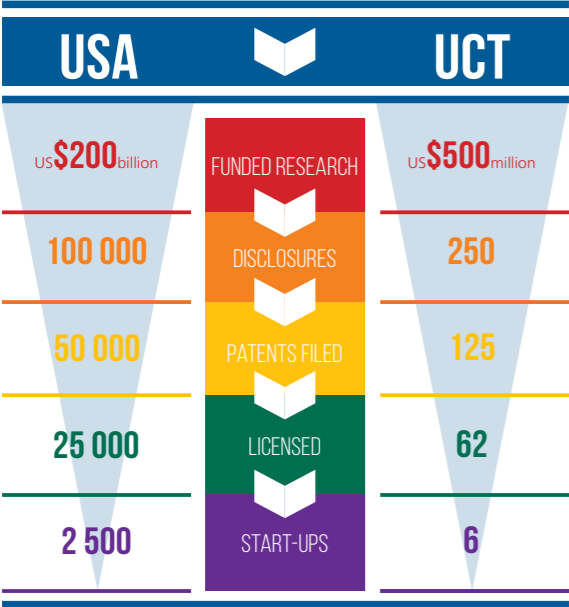 USA UCT
US$200billion FUNDED RESEARCH US$500million
100 000 DISCLOSURES 250
50 000 PATENTS FILED 125
25 000 LICENSED 62
2 500 START-UPS 6